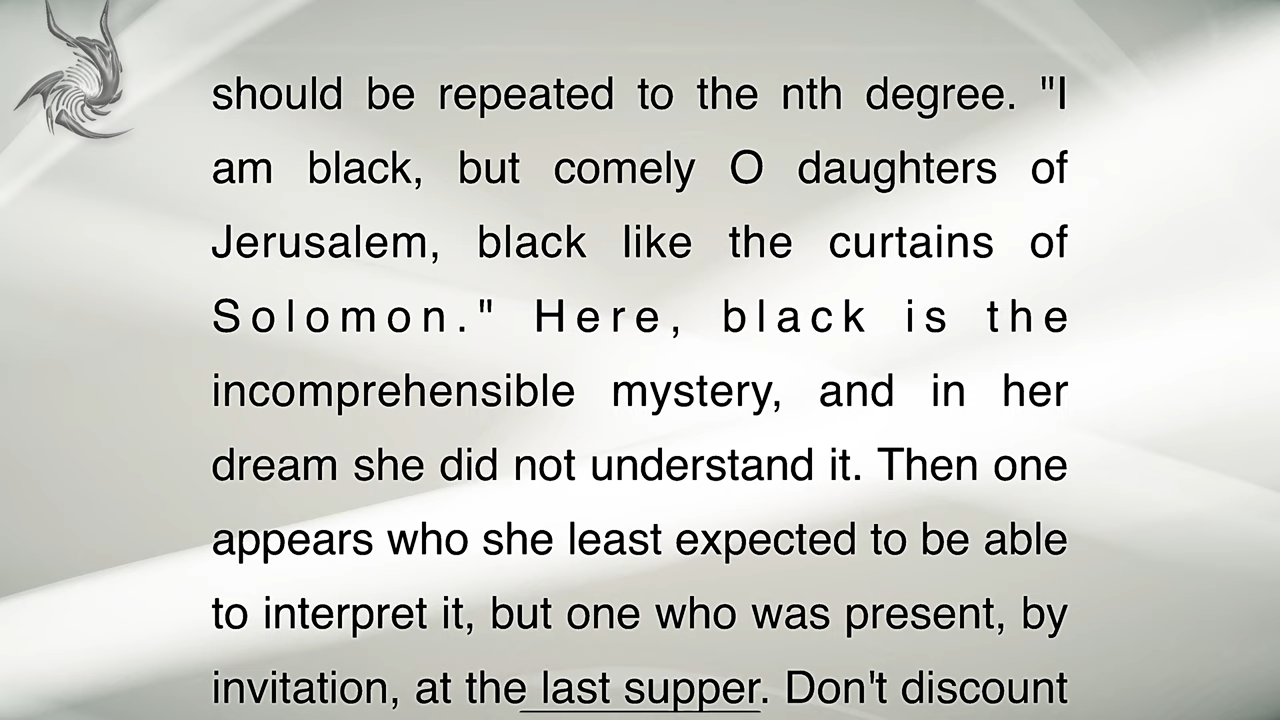 should be repeated to the nth degree. "I
am black, but comely O daughters of
Jerusalem, black like the curtains of
Solomon." Here, black is the
incomprehensible mystery, and in her
dream she did not understand it. Then one
appears who she least expected to be able
to interpret it, but one who was present, by
invitation, at the last supper. Don't discount